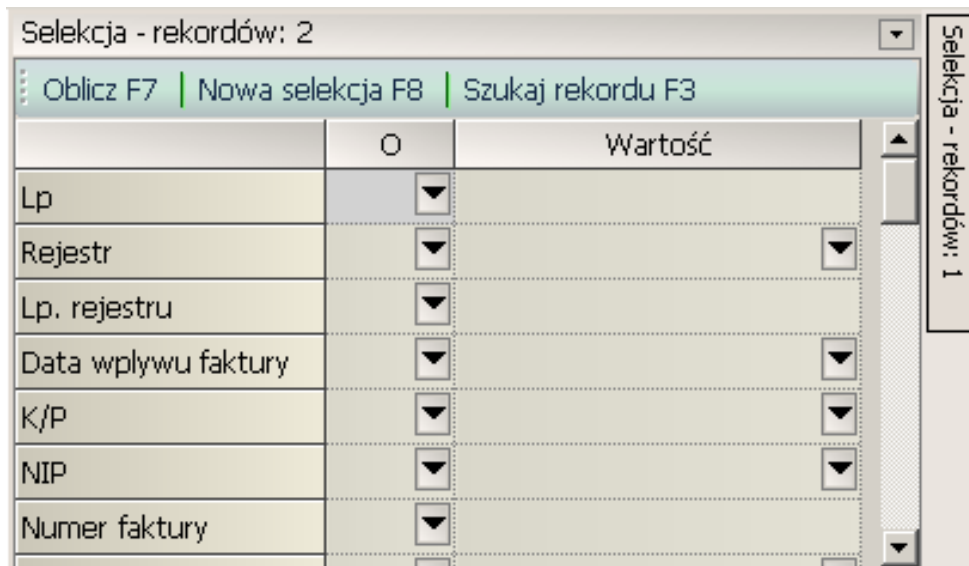 Selekcja - rekordów: 2
Oblicz F7 | Nowa selekcja F8 | Szukaj rekordu F3
O Wartość
Lp
Rejestr
Lp. rejestru
Data wplywu faktury
K/P
NIP
Numer faktury
Selekcja - rekordów: 1